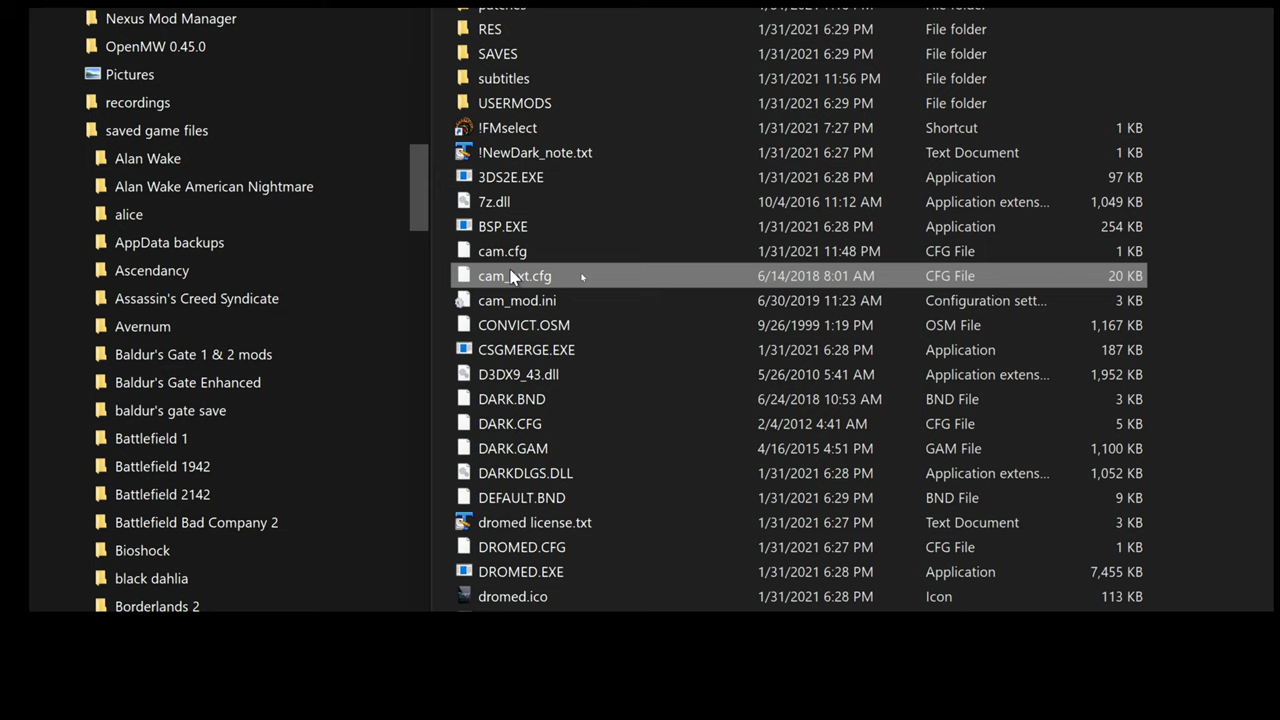 Nexus Mod Manager
OpenMW 0.45.0
Pictures
recordings
saved game files
Alan Wake
Alan Wake American Nightmare
alice
AppData backups
Ascendancy
Assassin's Creed Syndicate
Avernum
Baldur's Gate 1 & 2 mods
Baldur's Gate Enhanced
baldur's gate save
Battlefield 1
Battlefield 1942
Battlefield 2142
Battlefield Bad Company 2
Bioshock
black dahlia
Borderlands 2
RES 1/31/2021 6:29 PM File folder
SAVES 1/31/2021 6:29 PM File folder
subtitles 1/31/2021 11:56 PM File folder
USERMODS 1/31/2021 6:29 PM File folder
!FMselect 1/31/2021 7:27 PM Shortcut 1 KB
!NewDark_note.txt 1/31/2021 6:27 PM Text Document 1 KB
3DS2E.EXE 1/31/2021 6:28 PM Application 97 KB
7z.dll 10/4/2016 11:12 AM Application extens... 1,049 KB
BSP.EXE 1/31/2021 6:28 PM Application 254 KB
cam.cfg 1/31/2021 11:48 PM CFG File 1 KB
6/14/2018 8:01 AM CFG File 20 KB
cam_mod.ini 6/30/2019 11:23 AM Configuration sett... 3 KB
CONVICT.OSM 9/26/1999 1:19 PM OSM File 1,167 KB
CSGMERGE.EXE 1/31/2021 6:28 PM Application 187 KB
D3DX9_43.dll 5/26/2010 5:41 AM Application extens... 1,952 KB
DARK.BND 6/24/2018 10:53 AM BND File 3 KB
DARK.CFG 2/4/2012 4:41 AM CFG File 5 KB
DARK.GAM 4/16/2015 4:51 PM GAM File 1,100 KB
DARKDLGS.DLL 1/31/2021 6:28 PM Application extens... 1,052 KB
DEFAULT.BND 1/31/2021 6:29 PM BND File 9 KB
dromed license.txt 1/31/2021 6:27 PM Text Document 3 KB
DROMED.CFG 1/31/2021 6:27 PM CFG File 1 KB
DROMED.EXE 1/31/2021 6:28 PM Application 7,455 KB
dromed.ico 1/31/2021 6:28 PM Icon 113 KB